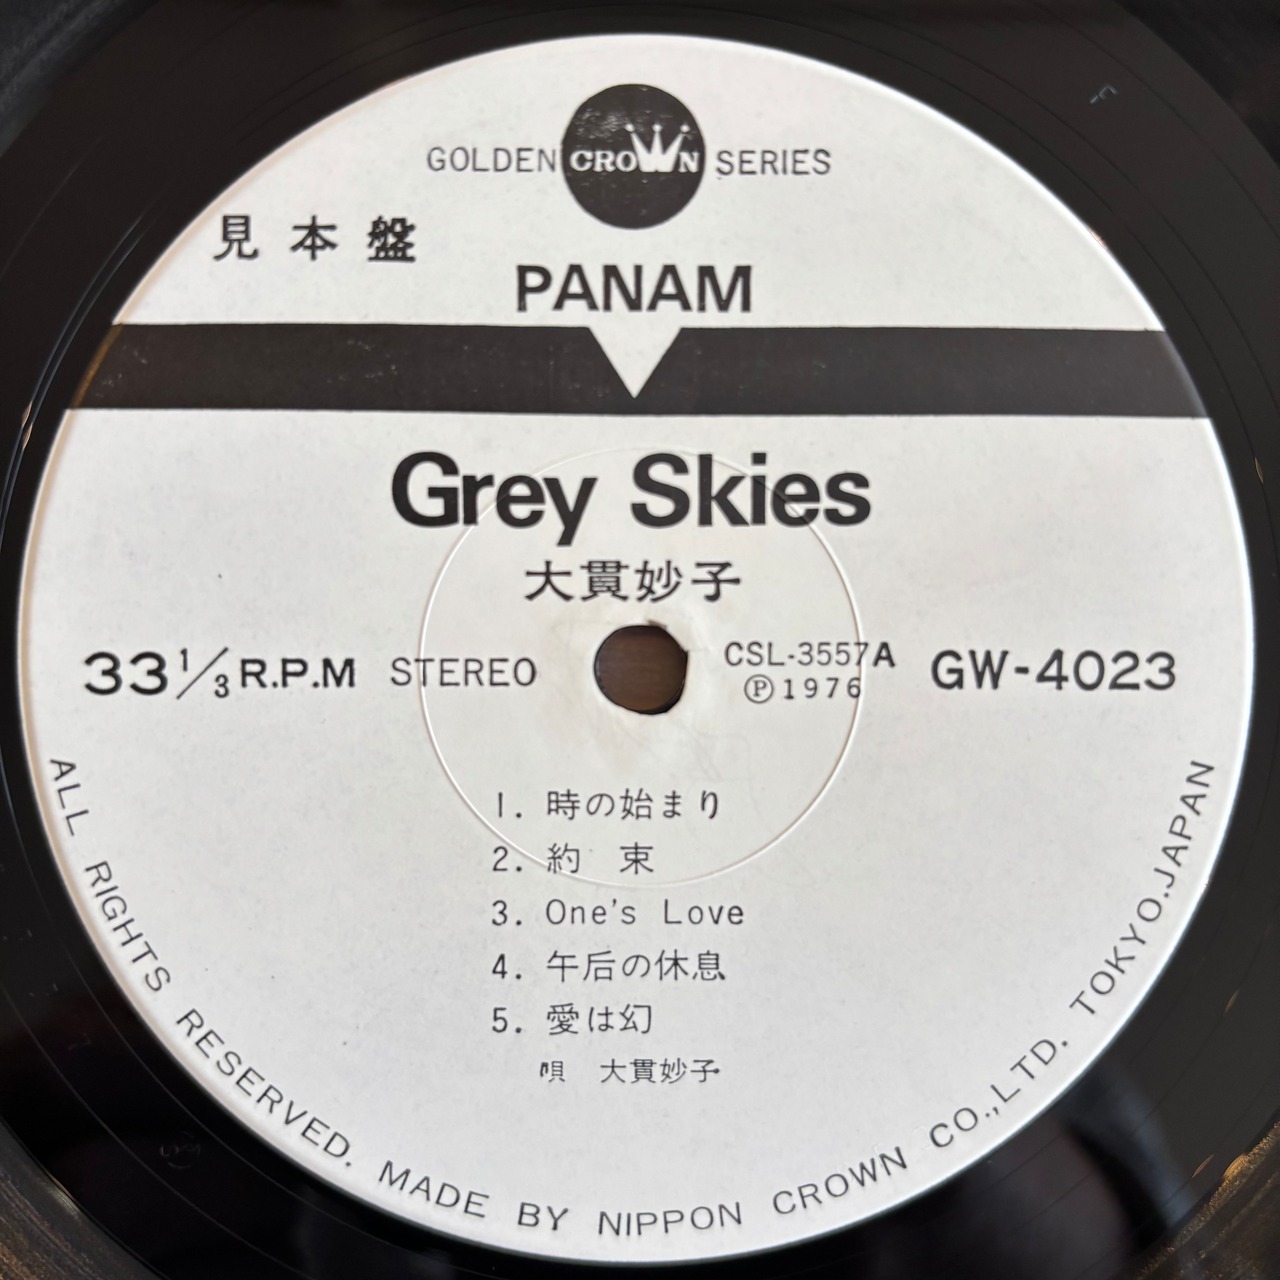 GOLDEN CROWN SERIES
見本盤
PANAM
Grey Skies
大貫妙子
33 1/3 R.P.M STEREO
CSL-3557A
Ⓟ1976
GW-4023
1. 時の始まり
2. 約　束
3. One's Love
4. 午后の休息
5. 愛は幻
唄　大貫妙子
ALL RIGHTS RESERVED. MADE BY NIPPON CROWN CO.,LTD. TOKYO.JAPAN